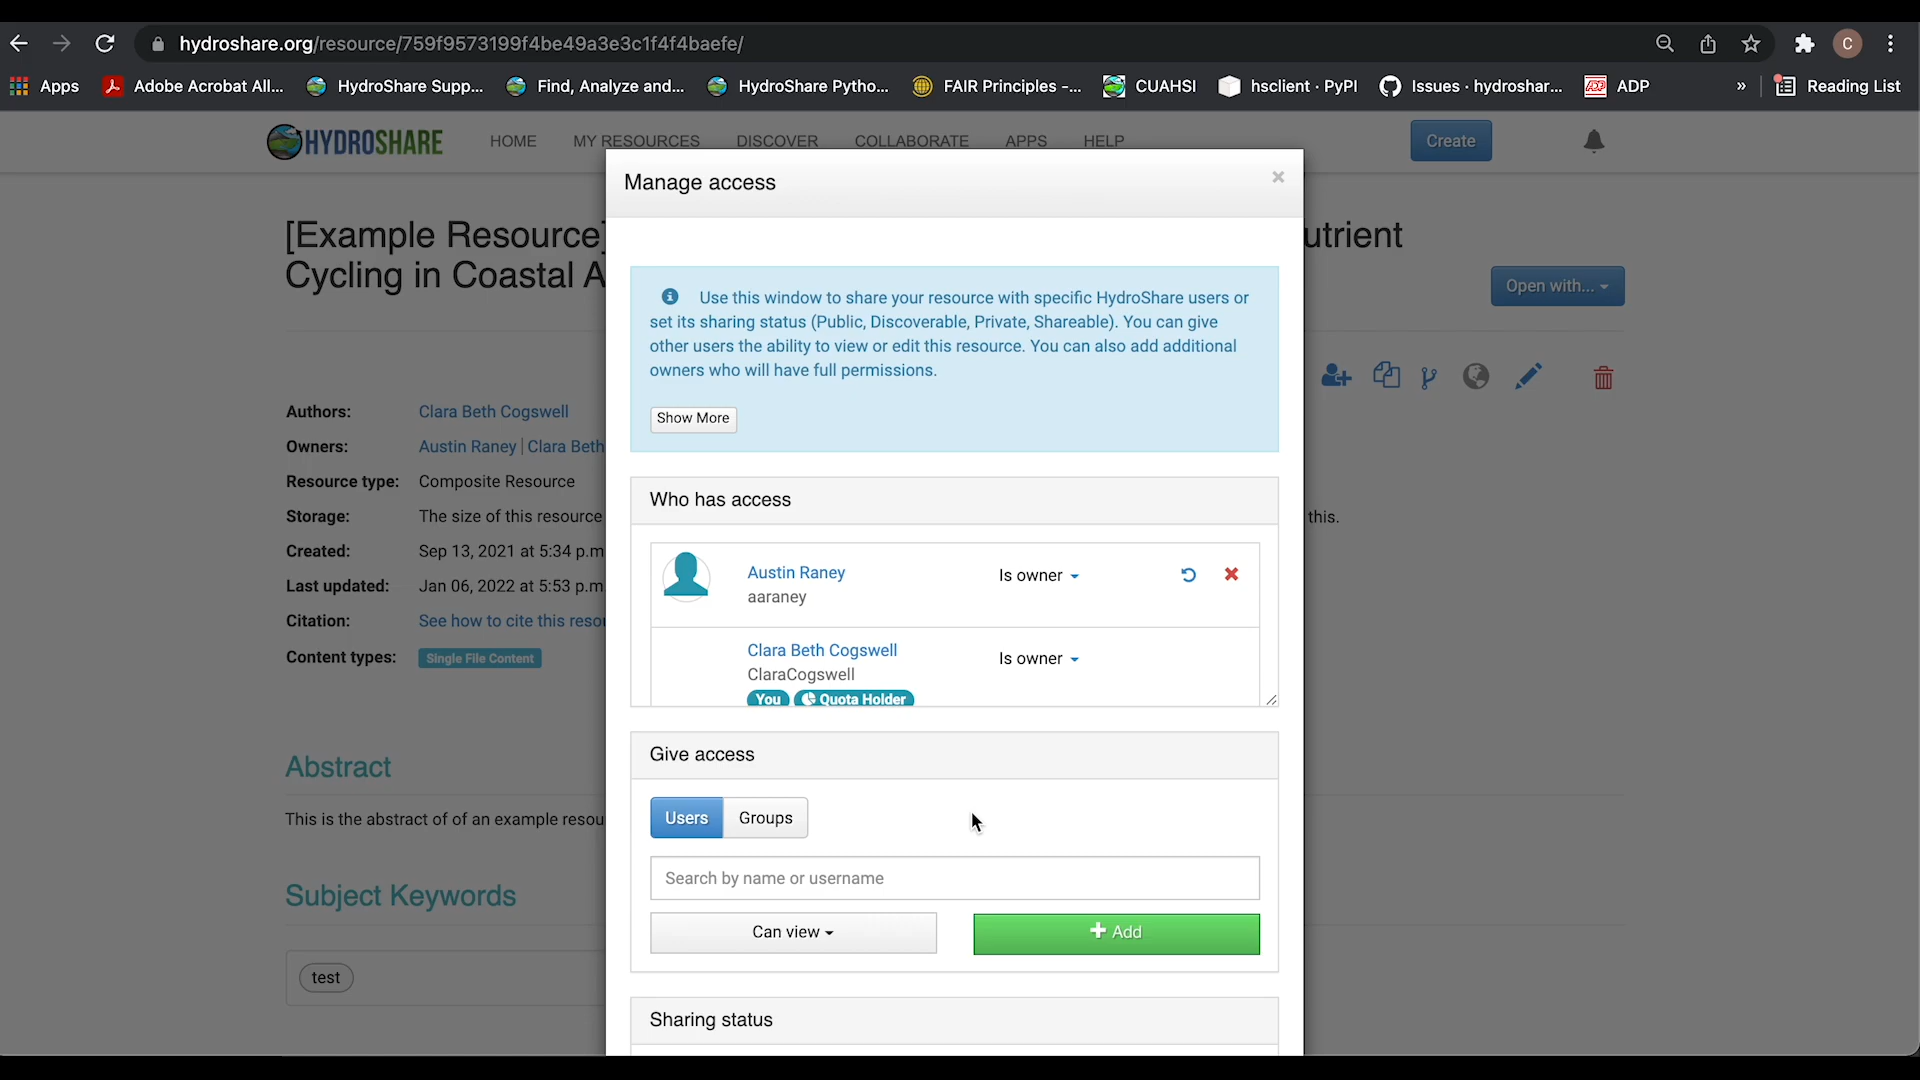 hydroshare.org/resource/759f9573199f4be49a3e3c1f4f4baefe/
C
Apps
Adobe Acrobat All...
HydroShare Supp...
Find, Analyze and...
HydroShare Pytho...
FAIR Principles -...
CUAHSI
hsclient · PyPI
Issues · hydroshar...
ADP
»
Reading List
HYDROSHARE
HOME
MY RESOURCES
DISCOVER
COLLABORATE
APPS
HELP
Create
Manage access
×
[Example Resource]
utrient
Cycling in Coastal A
Open with...
Use this window to share your resource with specific HydroShare users or
set its sharing status (Public, Discoverable, Private, Shareable). You can give
other users the ability to view or edit this resource. You can also add additional
owners who will have full permissions.
Show More
Authors: Clara Beth Cogswell
Owners: Austin Raney | Clara Beth
Resource type: Composite Resource
Storage: The size of this resource
this.
Created: Sep 13, 2021 at 5:34 p.m
Last updated: Jan 06, 2022 at 5:53 p.m
Citation: See how to cite this reso
Content types: Single File Content
Who has access
Austin Raney
aaraney
Is owner
Clara Beth Cogswell
ClaraCogswell
Is owner
You
Quota Holder
Abstract
This is the abstract of of an example resou
Subject Keywords
test
Give access
Users
Groups
Search by name or username
Can view
+ Add
Sharing status